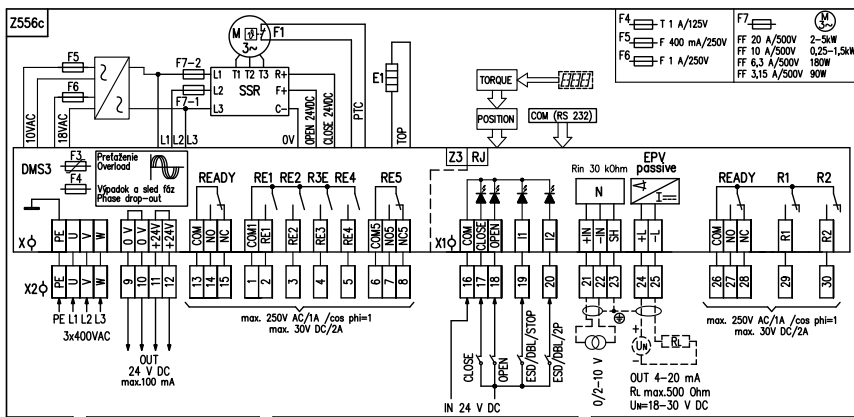 Z556c
F5
F6
F7-2
F7-1
M
3~
F1
L1
L2
L3
T1 T2 T3
SSR
R+
F+
C-
10VAC
18VAC
L1 L2 L3
0V
OPEN 24VDC
CLOSE 24VDC
PTC
E1
TOP
TORQUE
POSITION
COM (RS 232)
F4 T 1 A/125V
F5 F 400 mA/250V
F6 F 1 A/250V
F7
M
3~
FF 20 A/500V 2-5kW
FF 10 A/500V 0,25-1,5kW
FF 6,3 A/500V 180W
FF 3,15 A/500V 90W
DMS3
F3
F4
Preťaženie
Overload
Výpadok a sled fáz
Phase drop-out
READY
RE1 RE2 R3E RE4
RE5
Z3 RJ
Rin 30 kOhm
N
EPV
passive
I
READY
R1
R2
X
PE U V W
0 V 0 V +24V +24V
COM NO NC
COM1 RE1 RE2 RE3 RE4
COM5 NO5 NC5
X1
COM CLOSE OPEN I1 I2
+IN -IN SH
+L -L
COM NO NC R1 R2
X2
PE U V W
9 10 11 12
13 14 15
1 2 3 4 5
6 7 8
16 17 18 19 20
21 22 23
24 25
26 27 28 29 30
PE L1 L2 L3
3x400VAC
OUT
24 V DC
max.100 mA
max. 250V AC/1A /cos phi=1
max. 30V DC/2A
CLOSE
OPEN
ESD/DBL/STOP
ESD/DBL/2P
IN 24 V DC
0/2-10 V
+
UN
RL
OUT 4-20 mA
RL max.500 Ohm
UN=18-30 V DC
max. 250V AC/1A /cos phi=1
max. 30V DC/2A